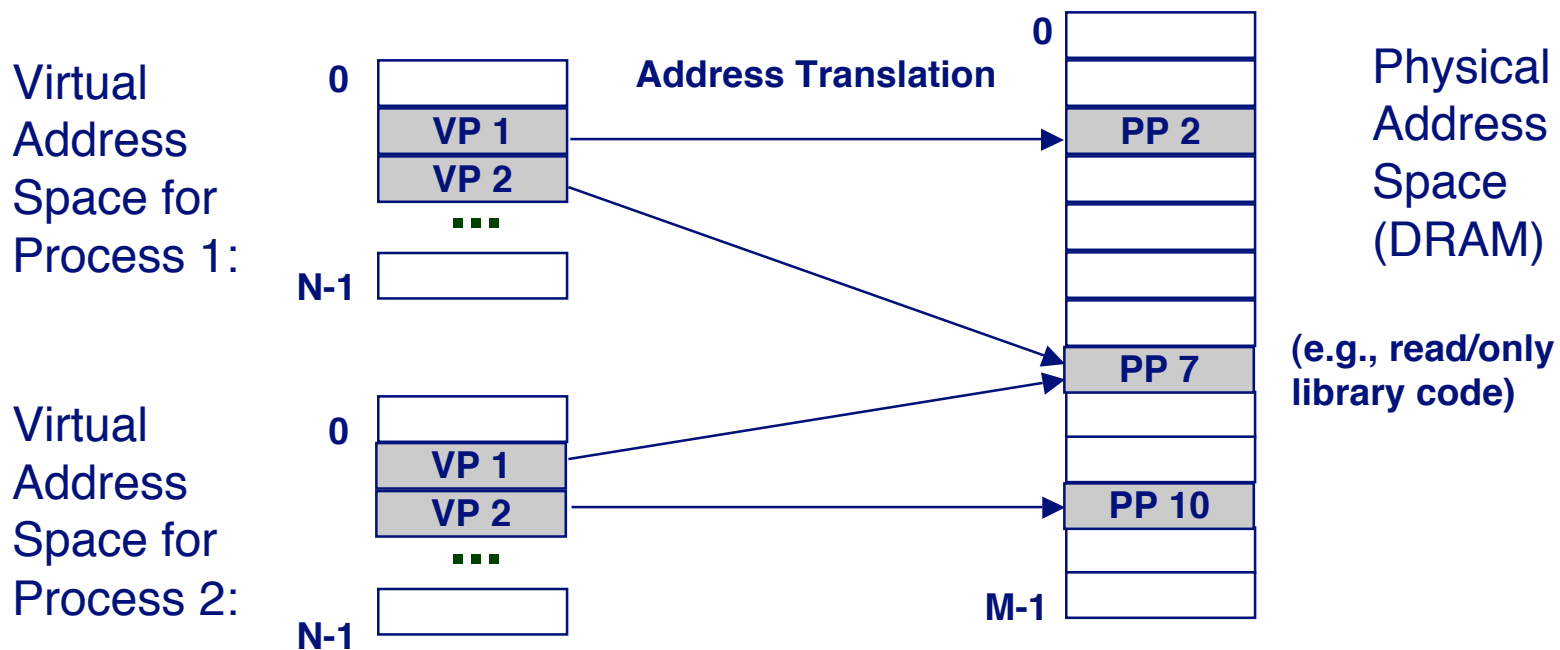 Virtual
Address
Space for
Process 1:
0
VP 1
VP 2
...
N-1
Address Translation
0
PP 2
PP 7
PP 10
M-1
Physical
Address
Space
(DRAM)
(e.g., read/only
library code)
Virtual
Address
Space for
Process 2:
0
VP 1
VP 2
...
N-1